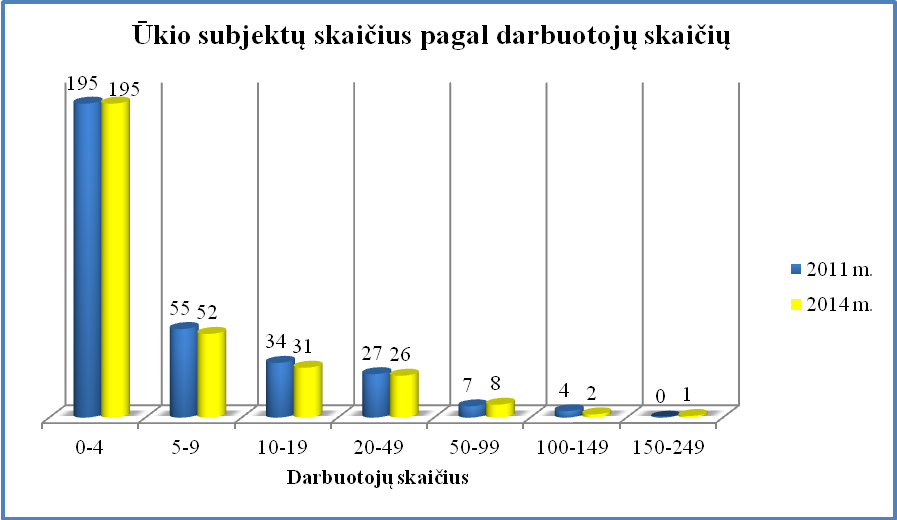 Ūkio subjektų skaičius pagal darbuotojų skaičių
195 195
55 52
34 31
27 26
7 8
4 2
0 1
2011 m.
2014 m.
0-4 5-9 10-19 20-49 50-99 100-149 150-249
Darbuotojų skaičius